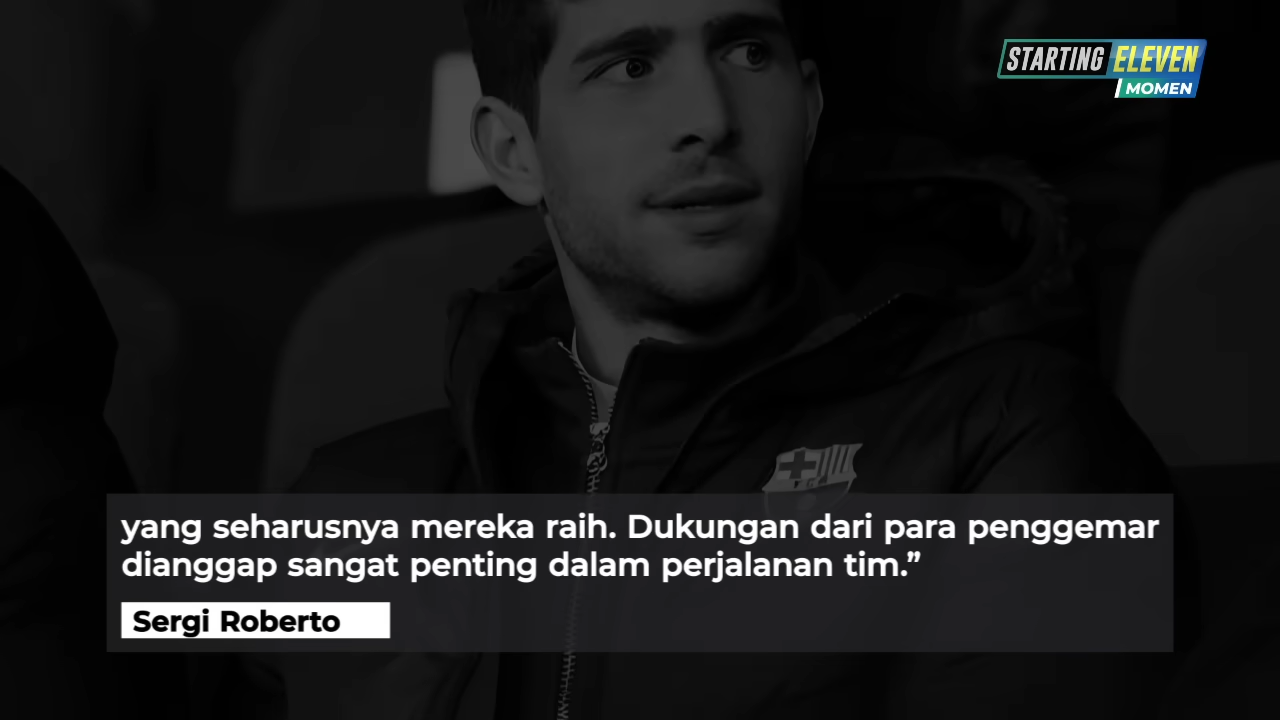 STARTING ELEVEN
MOMEN
yang seharusnya mereka raih. Dukungan dari para penggemar
dianggap sangat penting dalam perjalanan tim.”
Sergi Roberto